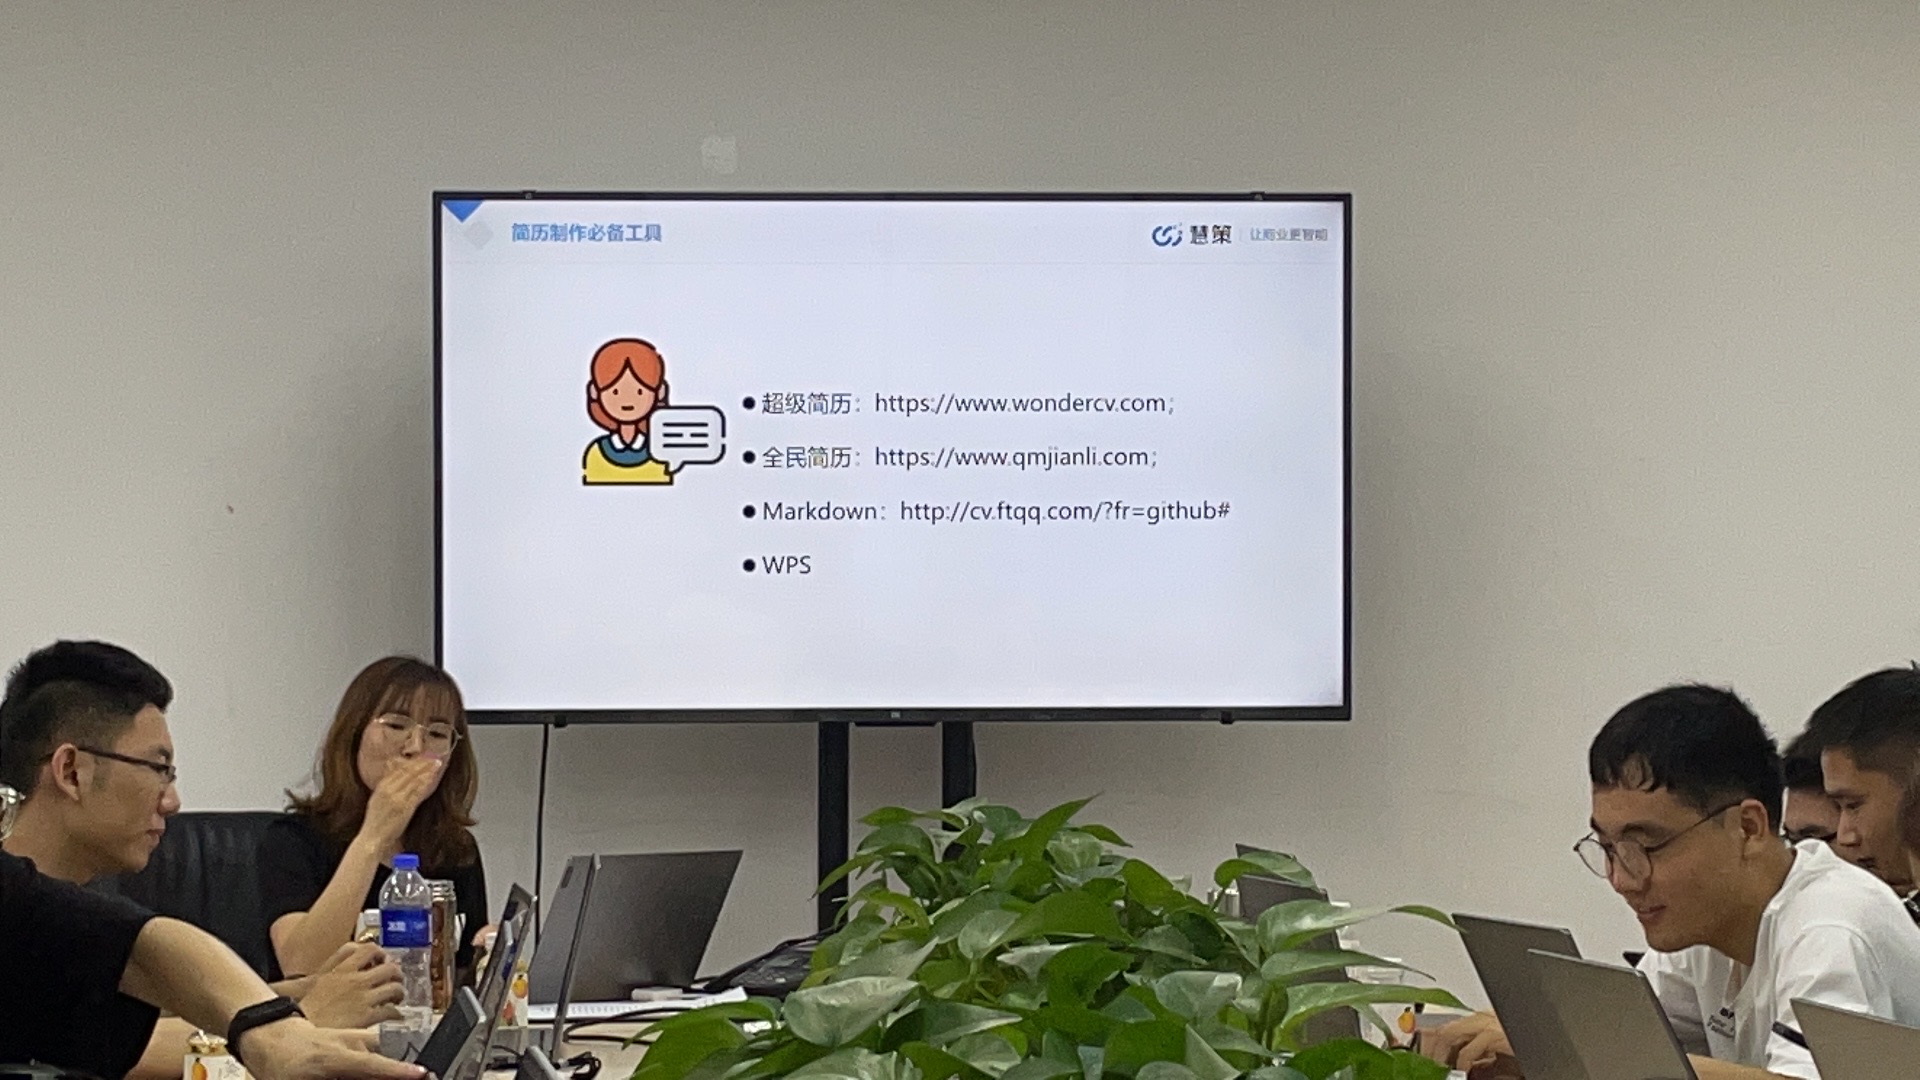 简历制作必备工具
慧策 让商业更智能
超级简历：https://www.wondercv.com;
全民简历：https://www.qmjianli.com;
Markdown：http://cv.ftqq.com/?fr=github#
WPS